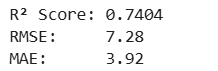 R² Score: 0.7404
RMSE:     7.28
MAE:      3.92